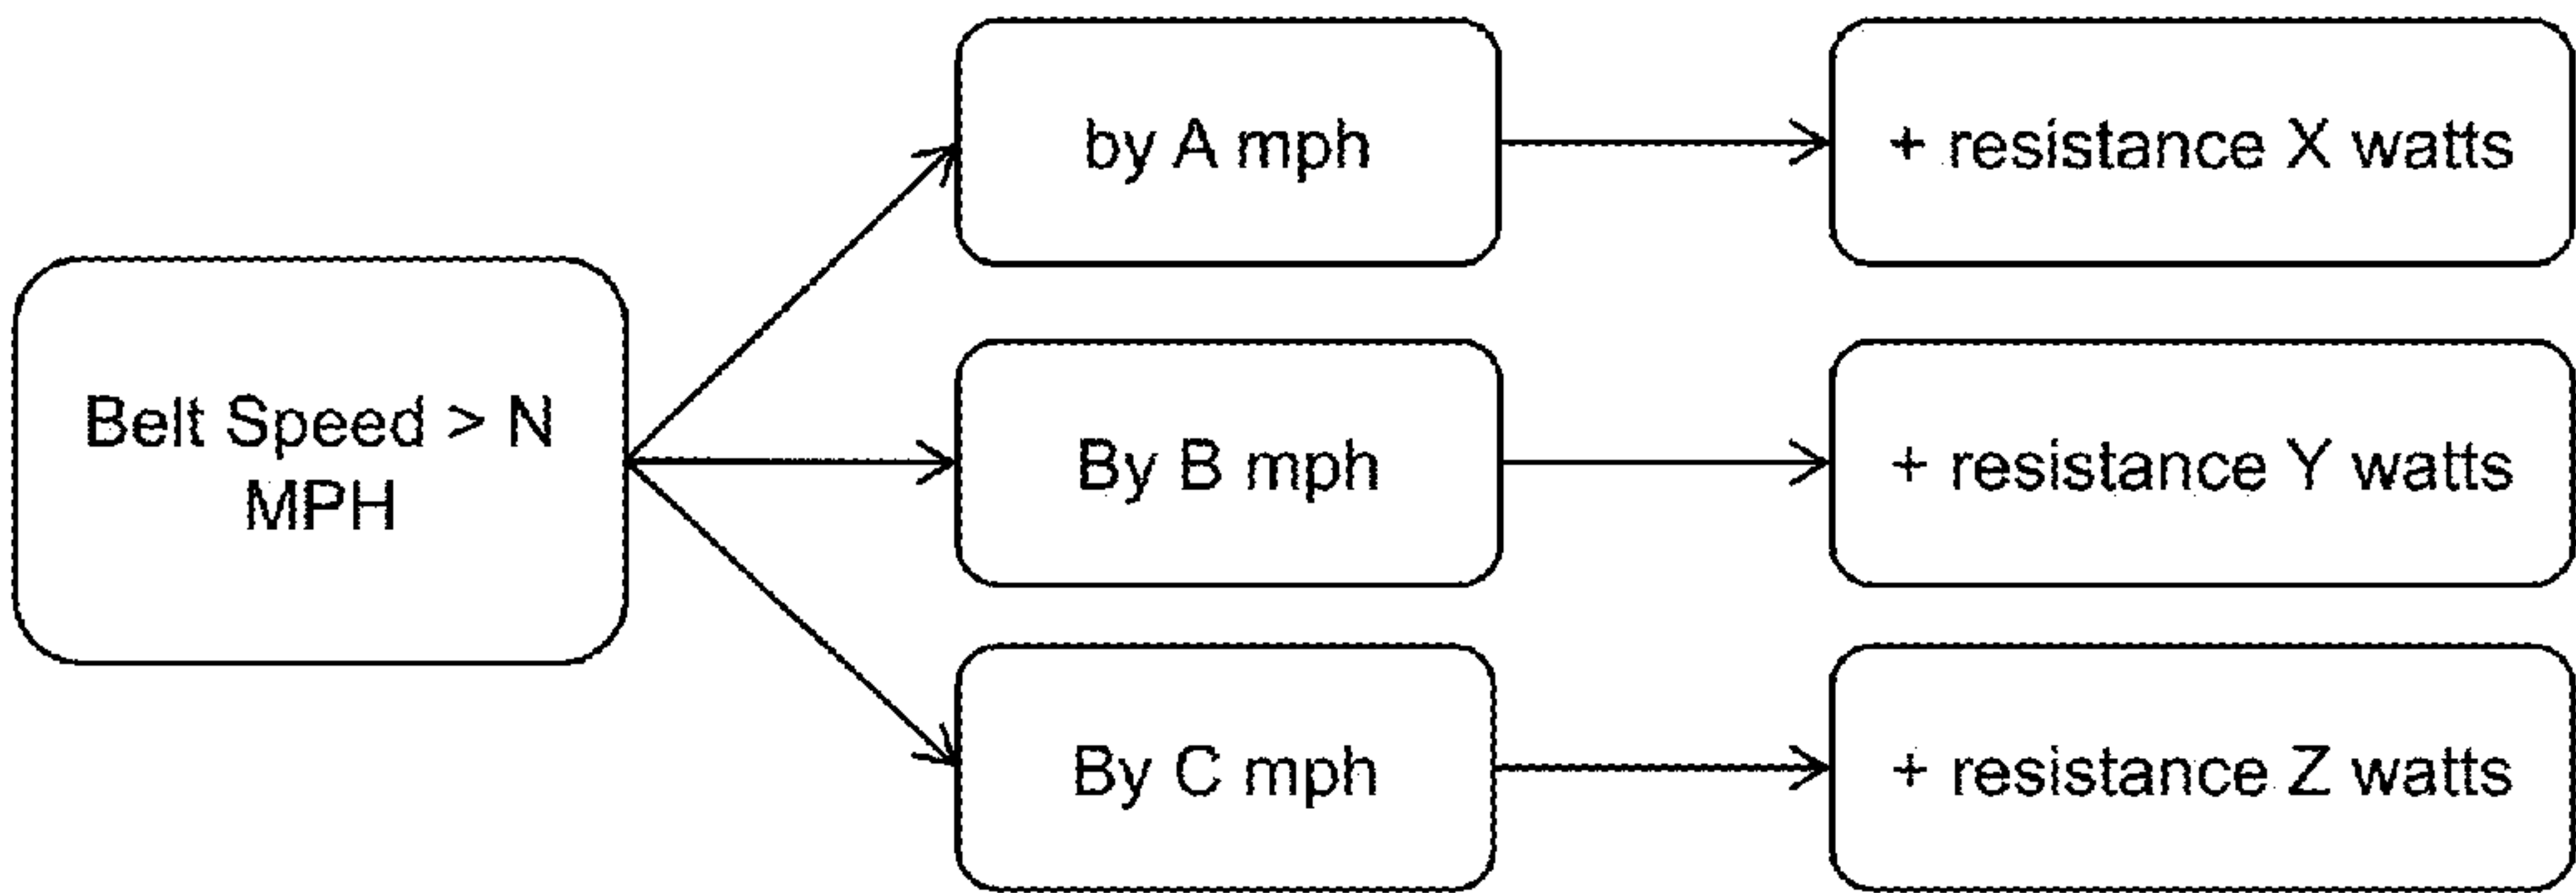 by A mph
+ resistance X watts
Belt Speed > N
MPH
By B mph
+ resistance Y watts
By C mph
+ resistance Z watts